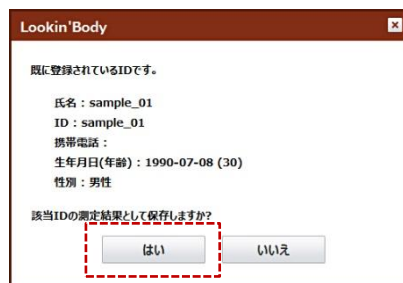 Lookin'Body
既に登録されているIDです。
氏名：sample_01
ID：sample_01
携帯電話：
生年月日(年齢)：1990-07-08 (30)
性別：男性
該当IDの測定結果として保存しますか?
はい
いいえ